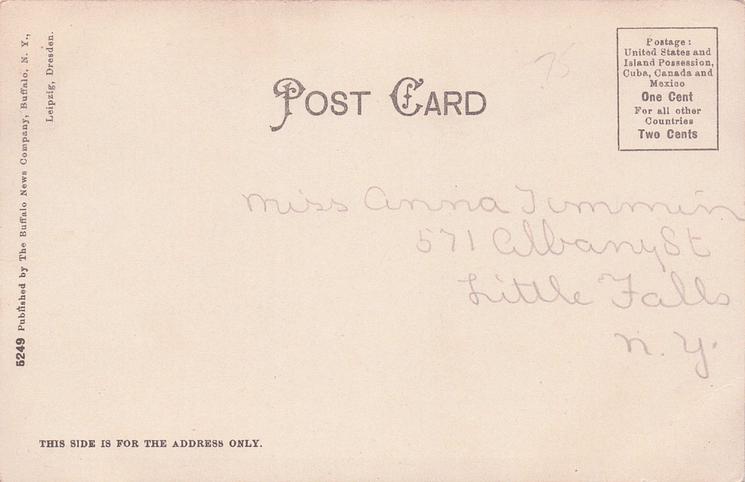 5249 Published by The Buffalo News Company, Buffalo, N. Y.,
Leipzig, Dresden.
POST CARD
75
Postage:
United States and
Island Possession,
Cuba, Canada and
Mexico
One Cent
For all other
Countries
Two Cents
Miss Anna Timmin
571 Albany St
Little Falls
N. Y.
THIS SIDE IS FOR THE ADDRESS ONLY.